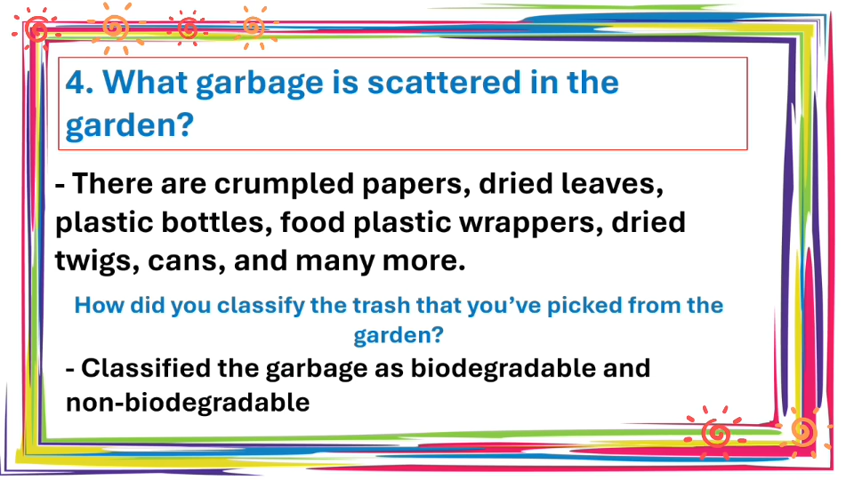 4. What garbage is scattered in the
garden?
- There are crumpled papers, dried leaves,
plastic bottles, food plastic wrappers, dried
twigs, cans, and many more.
How did you classify the trash that you’ve picked from the
garden?
- Classified the garbage as biodegradable and
non-biodegradable